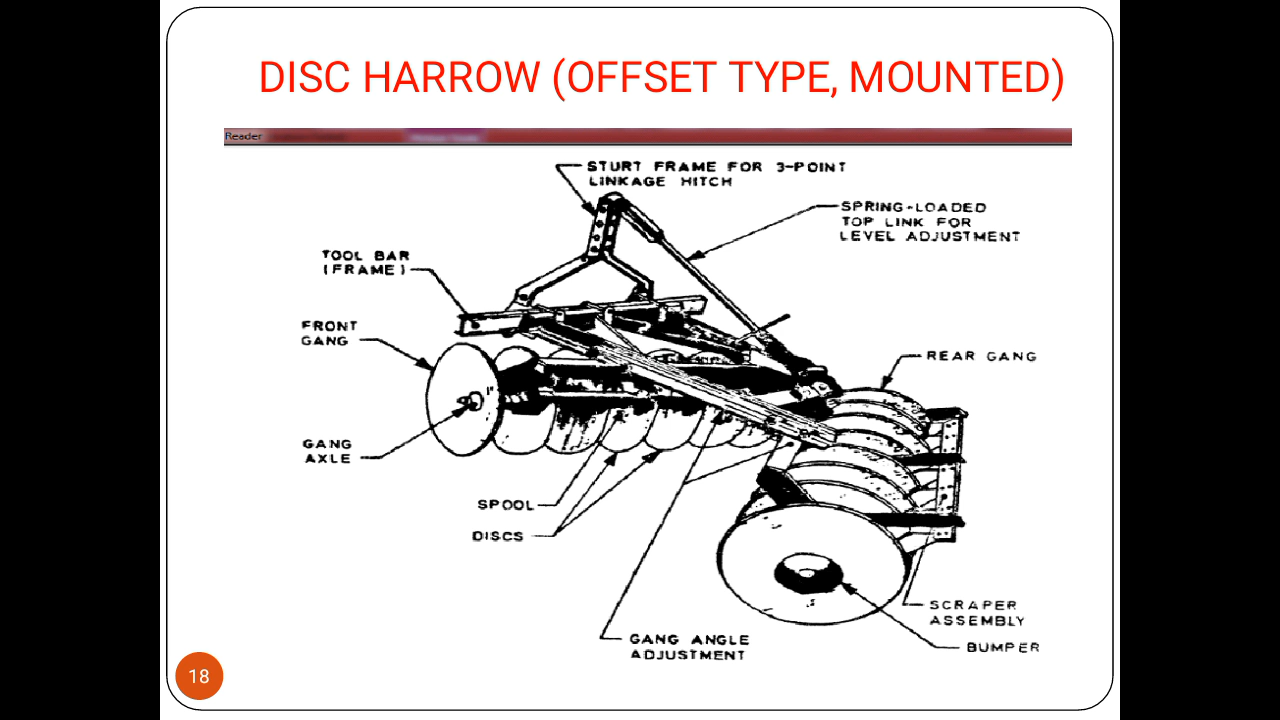 DISC HARROW (OFFSET TYPE, MOUNTED)
Reader
STURT FRAME FOR 3-POINT
LINKAGE HITCH
SPRING-LOADED
TOP LINK FOR
LEVEL ADJUSTMENT
TOOL BAR
(FRAME)
FRONT
GANG
REAR GANG
GANG
AXLE
SPOOL
DISCS
SCRAPER
ASSEMBLY
GANG ANGLE
ADJUSTMENT
BUMPER
18